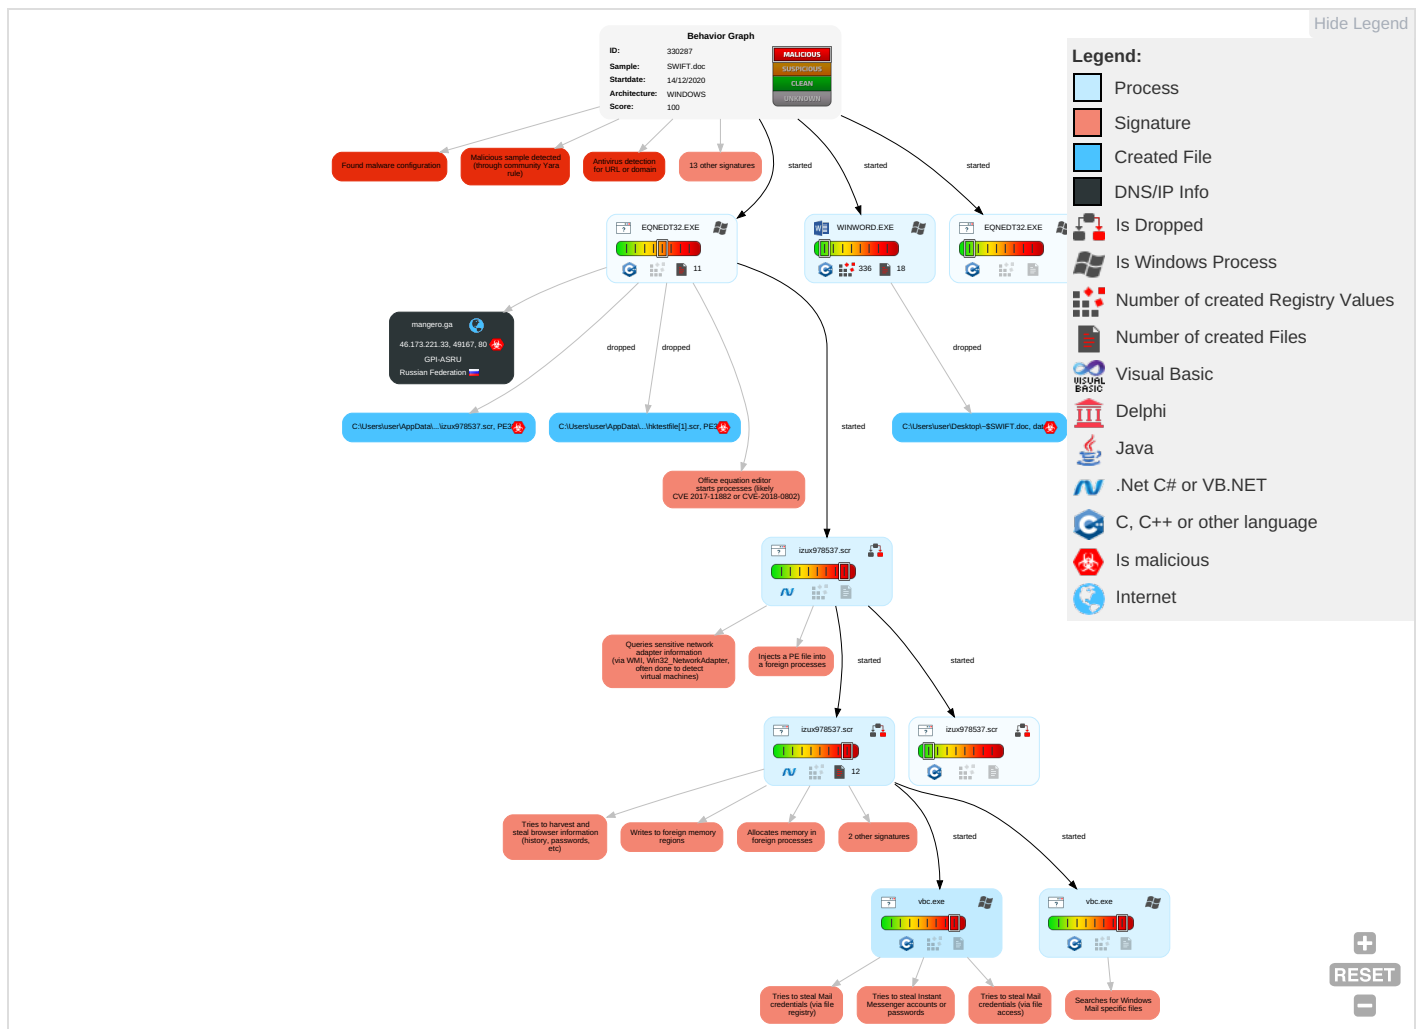 Hide Legend
Behavior Graph
ID: 330287
Sample: SWIFT.doc
Startdate: 14/12/2020
Architecture: WINDOWS
Score: 100
MALICIOUS
SUSPICIOUS
CLEAN
UNKNOWN
Legend:
Process
Signature
Created File
DNS/IP Info
Is Dropped
Is Windows Process
Number of created Registry Values
Number of created Files
Visual Basic
Delphi
Java
.Net C# or VB.NET
C, C++ or other language
Is malicious
Internet
VISUAL
BASIC
Found malware configuration
Malicious sample detected
(through community Yara
rule)
Antivirus detection
for URL or domain
13 other signatures
started
started
started
EQNEDT32.EXE
11
WINWORD.EXE
336
18
EQNEDT32.EXE
mangero.ga
46.173.221.33, 49167, 80
GPI-ASRU
Russian Federation
dropped
dropped
dropped
started
C:\Users\user\AppData\...\izux978537.scr, PE3
C:\Users\user\AppData\...\hktestfile[1].scr, PE3
C:\Users\user\Desktop\~$SWIFT.doc, dat
Office equation editor
starts processes (likely
CVE 2017-11882 or CVE-2018-0802)
izux978537.scr
Queries sensitive network
adapter information
(via WMI, Win32_NetworkAdapter,
often done to detect
virtual machines)
Injects a PE file into
a foreign processes
started
started
izux978537.scr
12
izux978537.scr
Tries to harvest and
steal browser information
(history, passwords,
etc)
Writes to foreign memory
regions
Allocates memory in
foreign processes
2 other signatures
started
started
vbc.exe
vbc.exe
Tries to steal Mail
credentials (via file
registry)
Tries to steal Instant
Messenger accounts or
passwords
Tries to steal Mail
credentials (via file
access)
Searches for Windows
Mail specific files
RESET